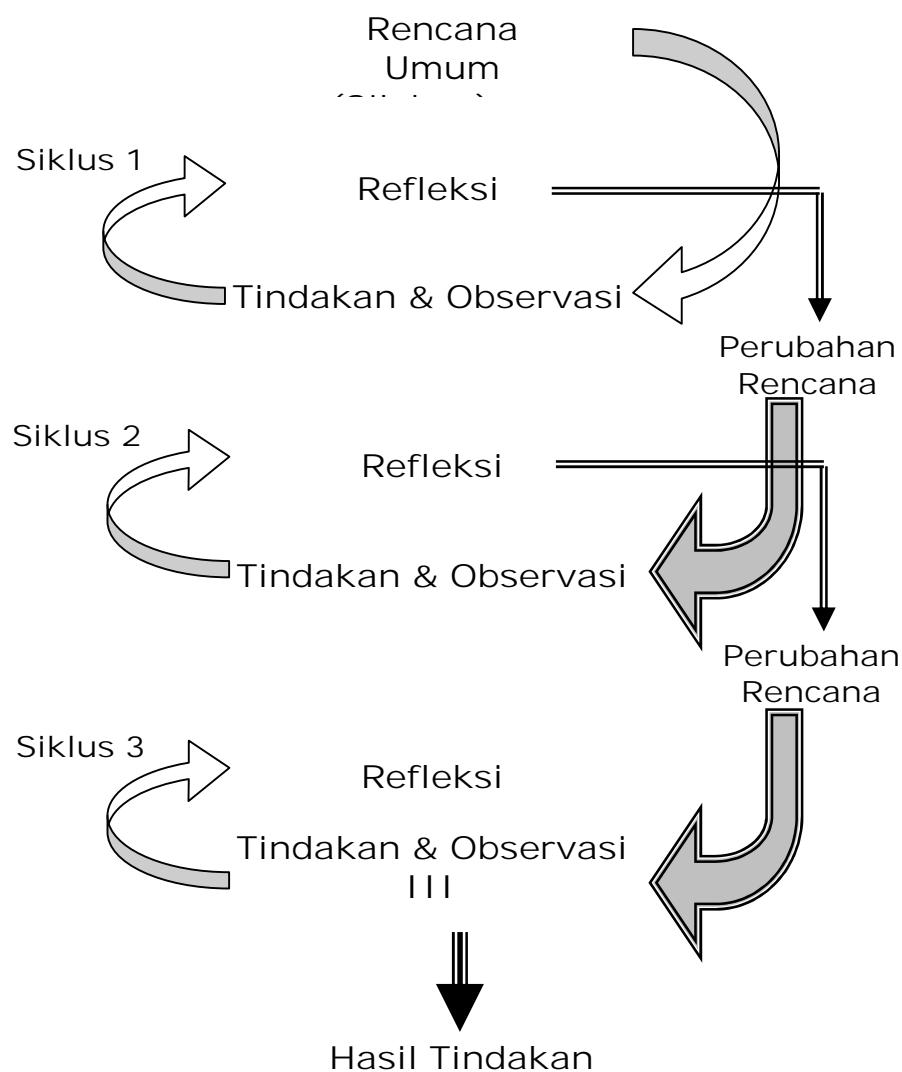 Rencana
Umum
Siklus 1
Refleksi
Tindakan & Observasi
Perubahan
Rencana
Siklus 2
Refleksi
Tindakan & Observasi
Perubahan
Rencana
Siklus 3
Refleksi
Tindakan & Observasi
III
Hasil Tindakan